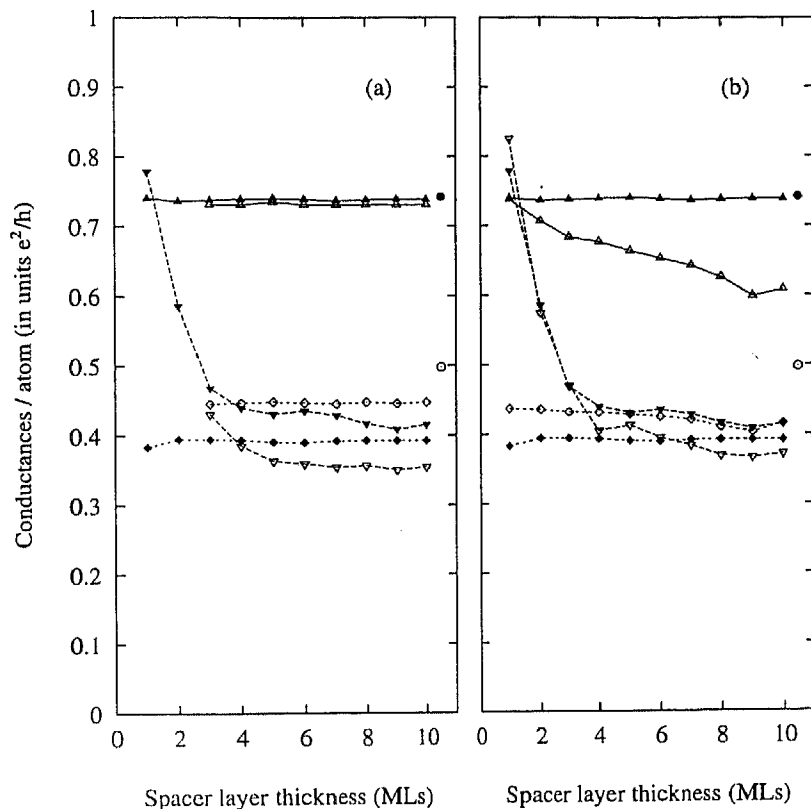 1
0.9
0.8
0.7
0.6
0.5
0.4
0.3
0.2
0.1
0
Conductances / atom (in units e²/h)
(a)
0 2 4 6 8 10
Spacer layer thickness (MLs)
(b)
0 2 4 6 8 10
Spacer layer thickness (MLs)